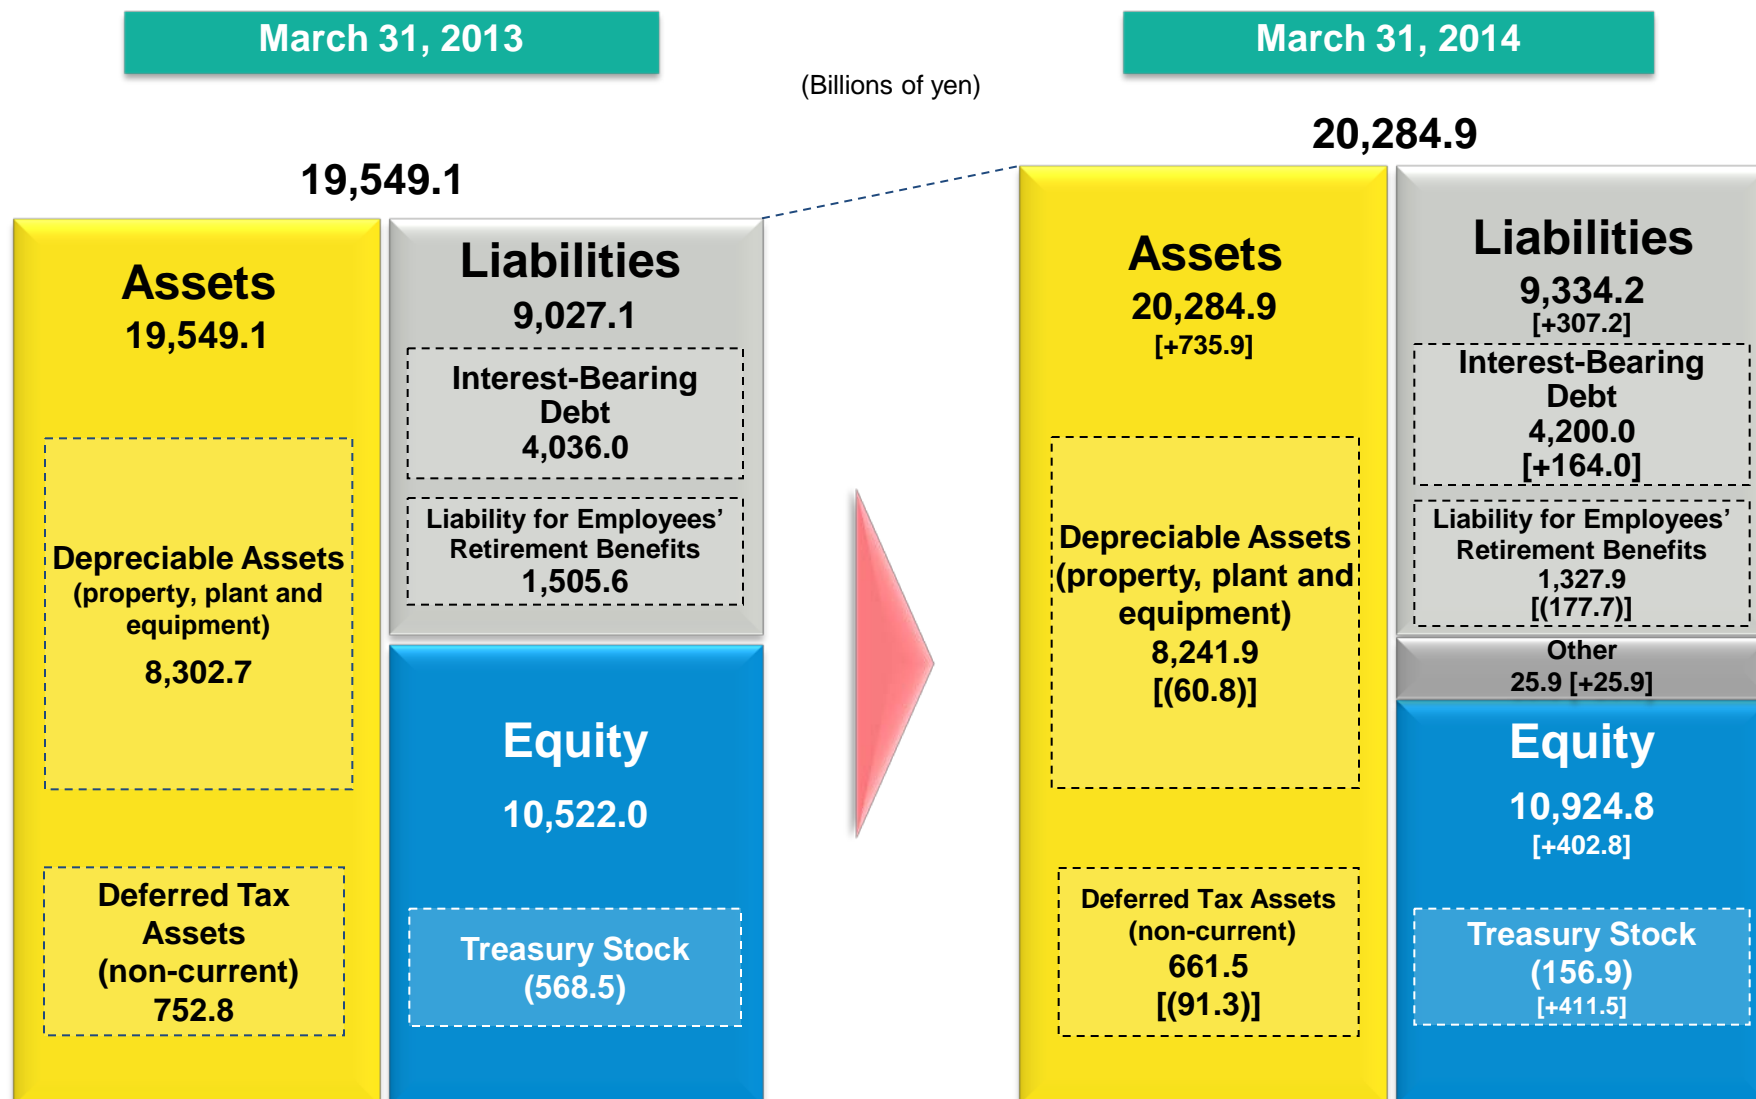 March 31, 2013
March 31, 2014
(Billions of yen)
19,549.1
Assets
19,549.1
Depreciable Assets
(property, plant and
equipment)
8,302.7
Deferred Tax
Assets
(non-current)
752.8
Liabilities
9,027.1
Interest-Bearing
Debt
4,036.0
Liability for Employees’
Retirement Benefits
1,505.6
Equity
10,522.0
Treasury Stock
(568.5)
20,284.9
Assets
20,284.9
[+735.9]
Depreciable Assets
(property, plant and
equipment)
8,241.9
[(60.8)]
Deferred Tax Assets
(non-current)
661.5
[(91.3)]
Liabilities
9,334.2
[+307.2]
Interest-Bearing
Debt
4,200.0
[+164.0]
Liability for Employees’
Retirement Benefits
1,327.9
[(177.7)]
Other
25.9 [+25.9]
Equity
10,924.8
[+402.8]
Treasury Stock
(156.9)
[+411.5]